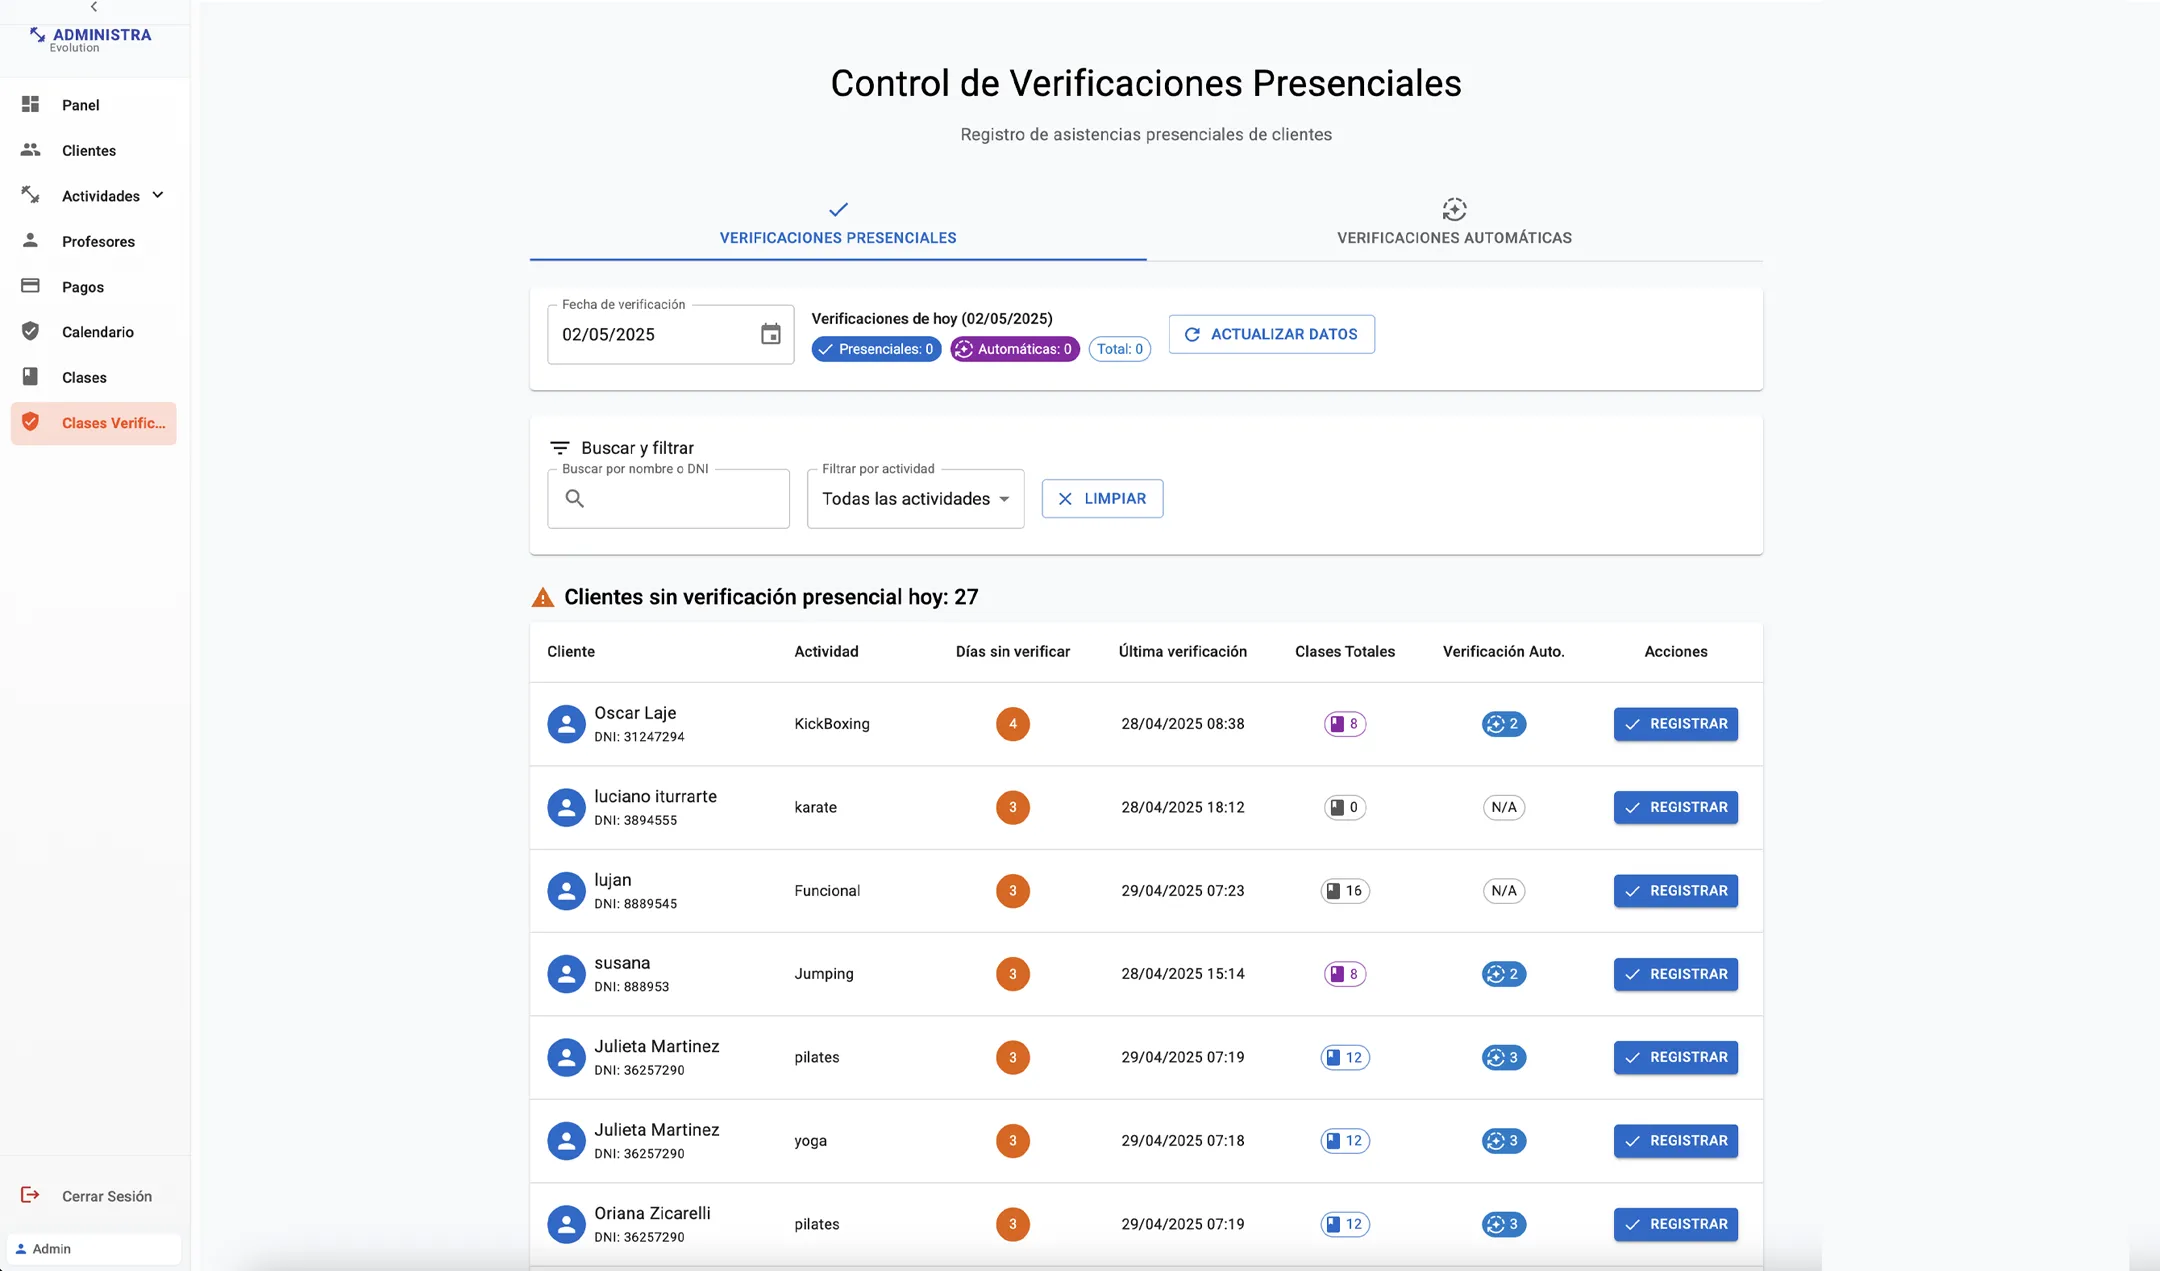 ADMINISTRA
Evolution
Panel
Clientes
Actividades
Profesores
Pagos
Calendario
Clases
Clases Verific...
Cerrar Sesión
Admin
Control de Verificaciones Presenciales
Registro de asistencias presenciales de clientes
VERIFICACIONES PRESENCIALES
VERIFICACIONES AUTOMÁTICAS
Fecha de verificación
02/05/2025
Verificaciones de hoy (02/05/2025)
Presenciales: 0 Automáticas: 0 Total: 0
ACTUALIZAR DATOS
Buscar y filtrar
Buscar por nombre o DNI
Filtrar por actividad
Todas las actividades
LIMPIAR
Clientes sin verificación presencial hoy: 27
Cliente Actividad Días sin verificar Última verificación Clases Totales Verificación Auto. Acciones
Oscar Laje
DNI: 31247294
KickBoxing 4 28/04/2025 08:38 8 2 REGISTRAR
luciano iturrarte
DNI: 3894555
karate 3 28/04/2025 18:12 0 N/A REGISTRAR
lujan
DNI: 8889545
Funcional 3 29/04/2025 07:23 16 N/A REGISTRAR
susana
DNI: 888953
Jumping 3 28/04/2025 15:14 8 2 REGISTRAR
Julieta Martinez
DNI: 36257290
pilates 3 29/04/2025 07:19 12 3 REGISTRAR
Julieta Martinez
DNI: 36257290
yoga 3 29/04/2025 07:18 12 3 REGISTRAR
Oriana Zicarelli
DNI: 36257290
pilates 3 29/04/2025 07:19 12 3 REGISTRAR